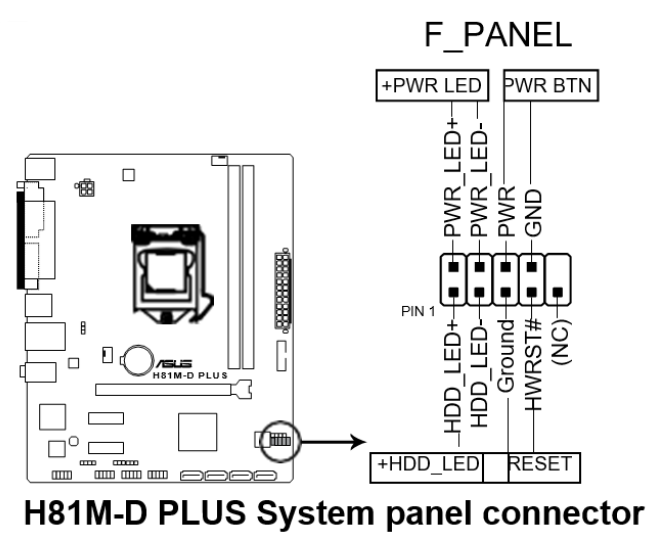 F_PANEL
+PWR LED
PWR BTN
PWR_LED+
PWR_LED-
PWR
GND
PIN 1
HDD_LED+
HDD_LED-
Ground
HWRST#
(NC)
+HDD_LED
RESET
ASUS
H81M-D PLUS
H81M-D PLUS System panel connector